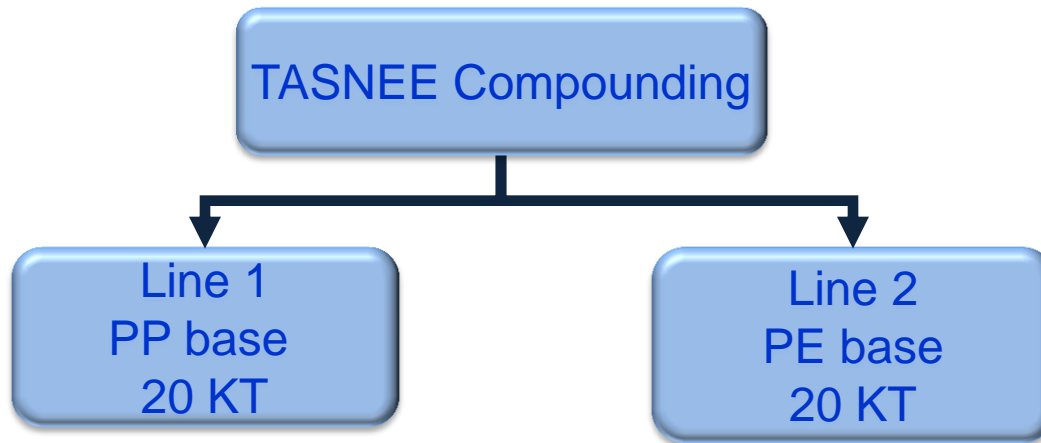 TASNEE Compounding
Line 1
PP base
20 KT
Line 2
PE base
20 KT